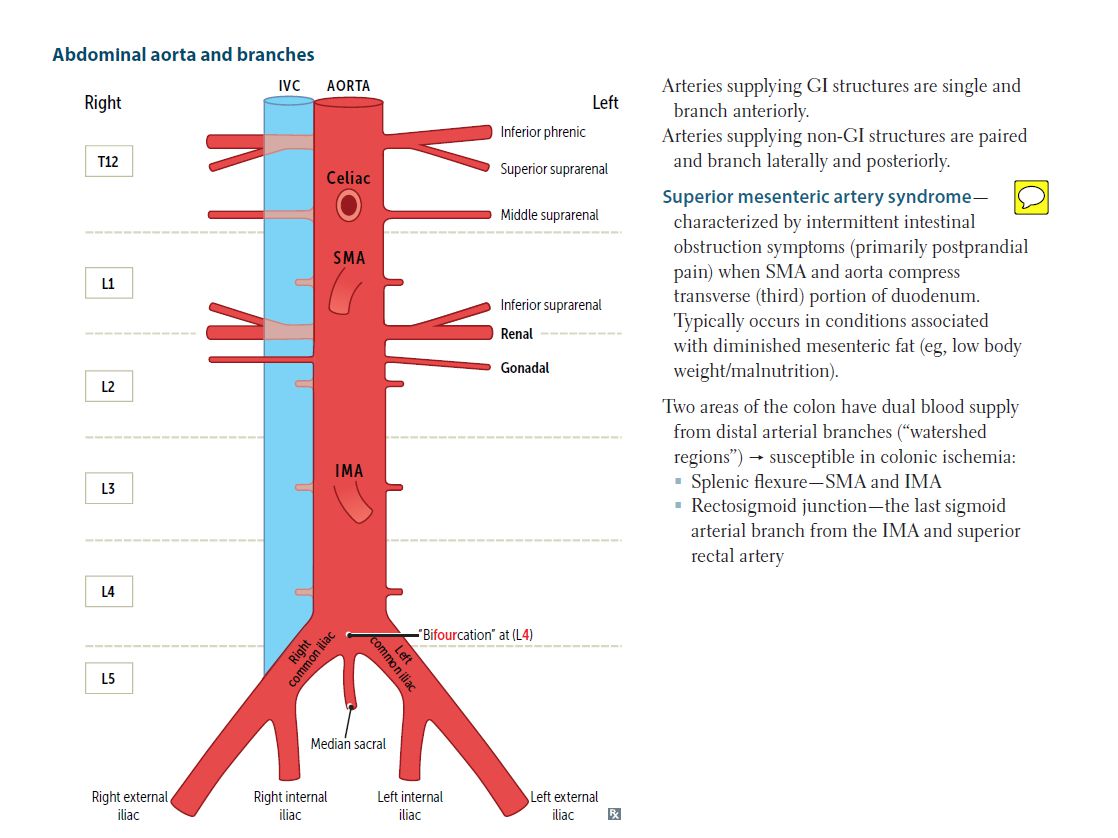 Abdominal aorta and branches
IVC
AORTA
Right
Left
T12
Inferior phrenic
Superior suprarenal
Celiac
Middle suprarenal
SMA
L1
Inferior suprarenal
Renal
Gonadal
L2
IMA
L3
L4
"Bifourcation" at (L4)
Right
common iliac
Left
common iliac
L5
Median sacral
Right external
iliac
Right internal
iliac
Left internal
iliac
Left external
iliac
Rx
Arteries supplying GI structures are single and
branch anteriorly.
Arteries supplying non-GI structures are paired
and branch laterally and posteriorly.
Superior mesenteric artery syndrome—
characterized by intermittent intestinal
obstruction symptoms (primarily postprandial
pain) when SMA and aorta compress
transverse (third) portion of duodenum.
Typically occurs in conditions associated
with diminished mesenteric fat (eg, low body
weight/malnutrition).
Two areas of the colon have dual blood supply
from distal arterial branches (“watershed
regions”) → susceptible in colonic ischemia:
▪ Splenic flexure—SMA and IMA
▪ Rectosigmoid junction—the last sigmoid
arterial branch from the IMA and superior
rectal artery